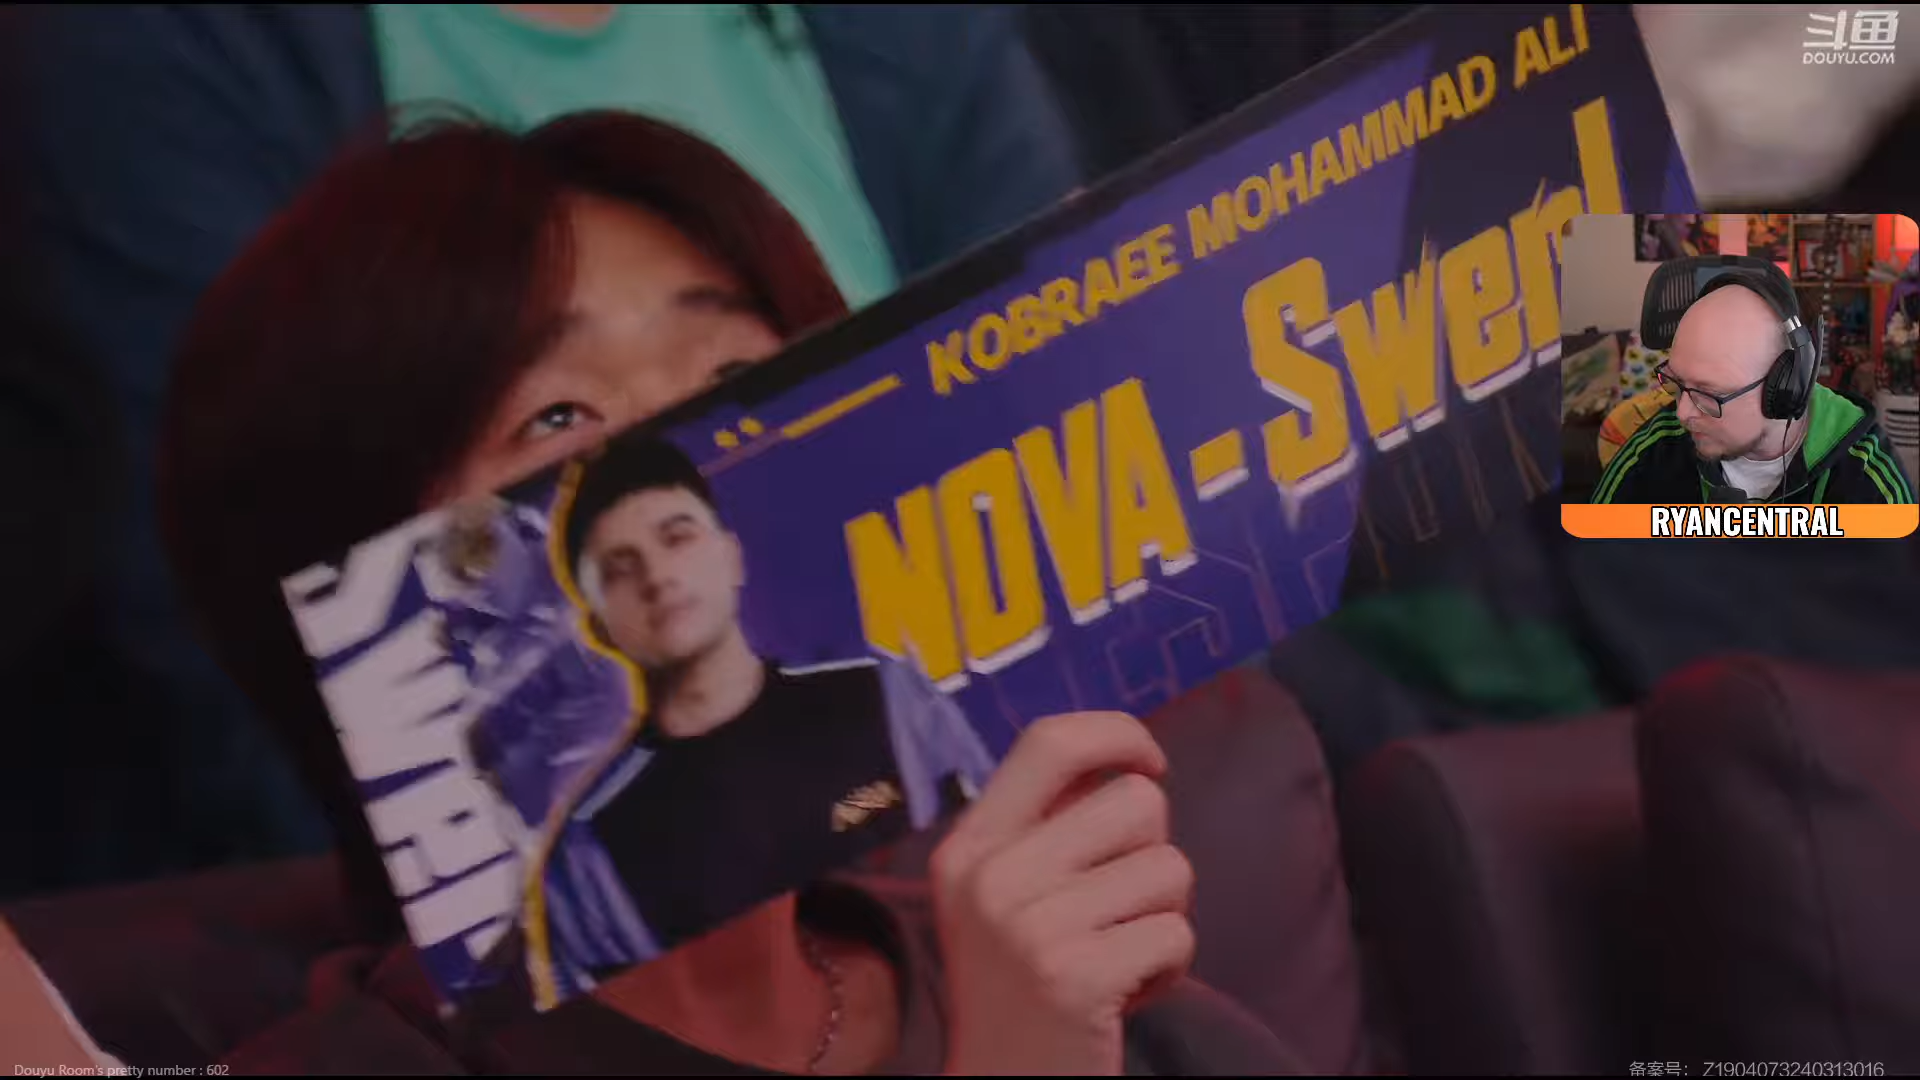 斗鱼
DOUYU.COM
KOBRAEE MOHAMMAD ALI
NOVA-Swerl
RYANCENTRAL
Douyu Room's pretty number : 602
备案号: Z1904073240313016